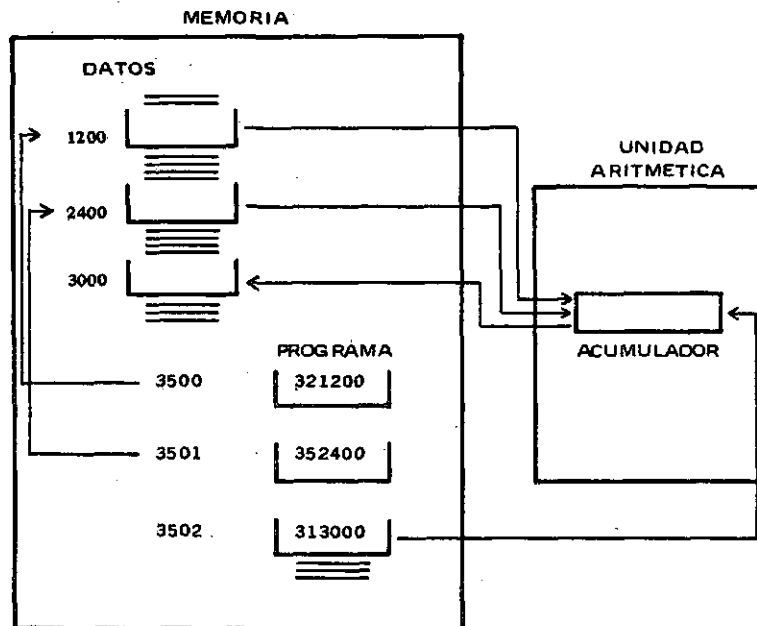 MEMORIA
DATOS
1200
2400
3000
UNIDAD
ARITMETICA
ACUMULADOR
PROGRAMA
3500 321200
3501 352400
3502 313000